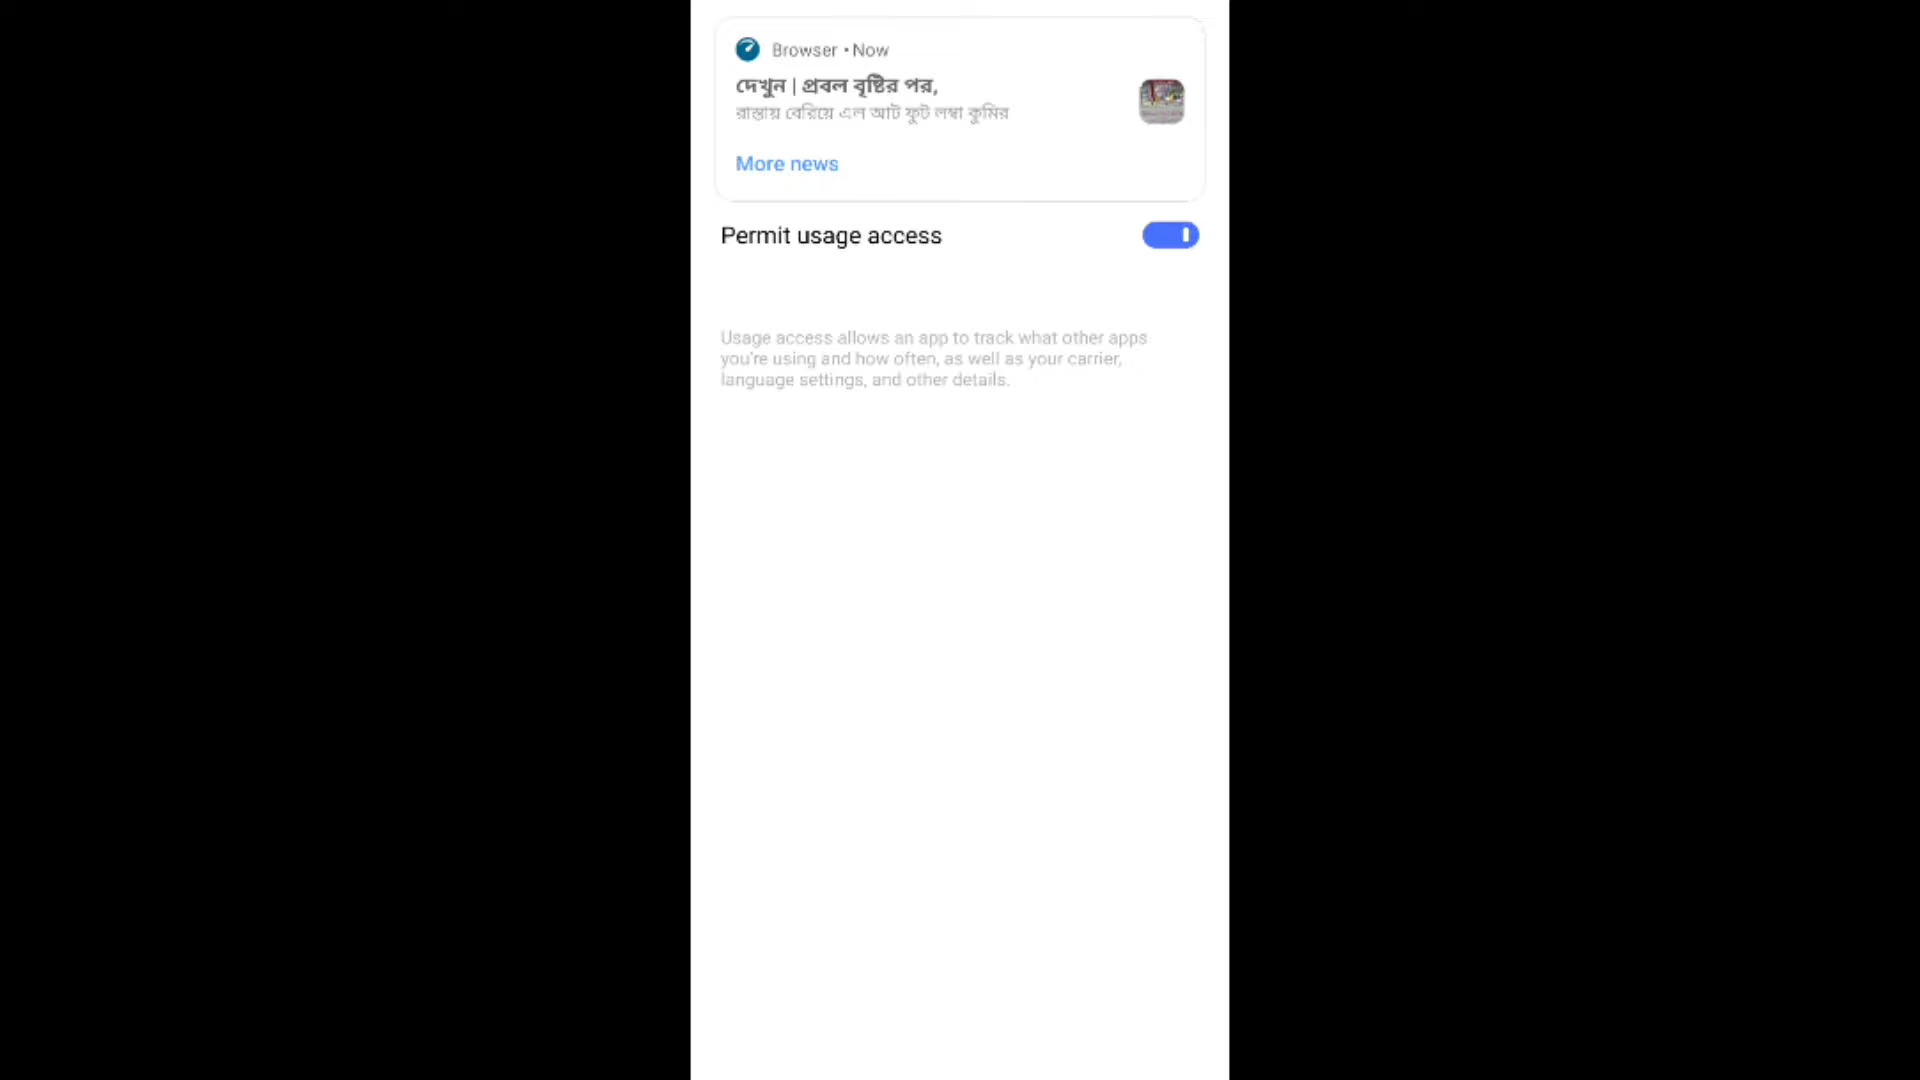 Browser • Now
দেখুন | প্রবল বৃষ্টির পর,
রাস্তায় বেরিয়ে এল আট ফুট লম্বা কুমির
More news
Permit usage access
Usage access allows an app to track what other apps
you're using and how often, as well as your carrier,
language settings, and other details.